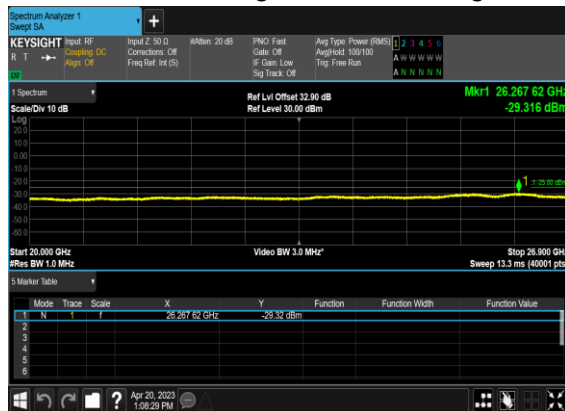 Spectrum Analyzer 1
Swept SA
+
KEYSIGHT Input: RF Input Z: 50 Ω #Atten: 20 dB PNO: Fast Avg Type: Power (RMS) 1 2 3 4 5 6
R T Coupling: DC Corrections: Off Gate: Off Avg|Hold: 100/100 A W W W W W
Align: Off Freq Ref: Int (S) IF Gain: Low Trig: Free Run
LW Sig Track: Off A N N N N N
1 Spectrum Ref Lvl Offset 32.90 dB Mkr1 26.267 62 GHz
Scale/Div 10 dB Ref Level 30.00 dBm -29.316 dBm
Log
20.0
10.0
0.00
-10.0
-20.0
1
-25.00 dBm
-30.0
-40.0
-50.0
-60.0
Start 20.000 GHz Video BW 3.0 MHz* Stop 26.900 GHz
#Res BW 1.0 MHz Sweep 13.3 ms (40001 pts)
5 Marker Table
Mode Trace Scale X Y Function Function Width Function Value
1 N 1 f 26.267 62 GHz -29.32 dBm
2
3
4
5
6
? Apr 20, 2023
1:08:29 PM